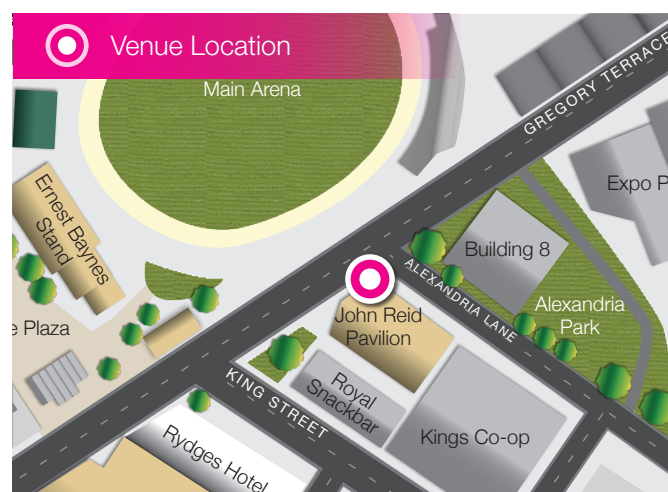 Venue Location
Main Arena
GREGORY TERRACE
Expo P
Ernest Baynes
Stand
Building 8
ALEXANDRIA LANE
Alexandria
Park
John Reid
Pavilion
e Plaza
Royal
Snackbar
KING STREET
Kings Co-op
Rydges Hotel